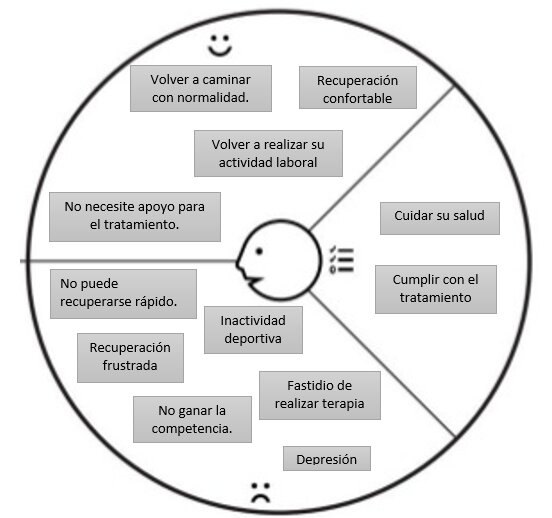 Volver a caminar
con normalidad.
Recuperación
confortable
Volver a realizar su
actividad laboral
No necesite apoyo para
el tratamiento.
Cuidar su salud
Cumplir con el
tratamiento
No puede
recuperarse rápido.
Inactividad
deportiva
Recuperación
frustrada
Fastidio de
realizar terapia
No ganar la
competencia.
Depresión